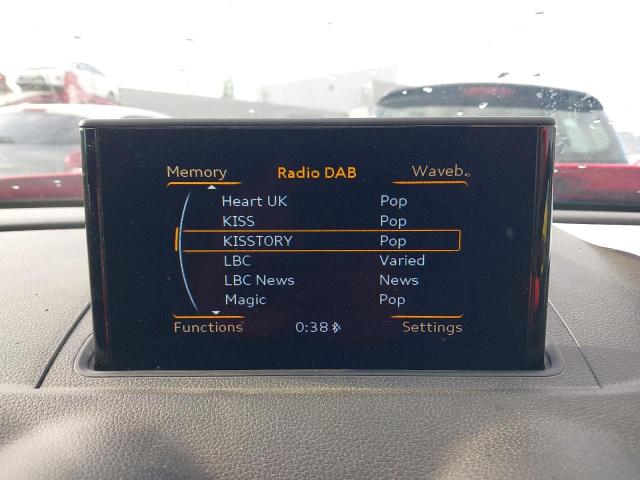 Memory Radio DAB Waveb.
Heart UK Pop
KISS Pop
KISSTORY Pop
LBC Varied
LBC News News
Magic Pop
Functions 0:38 Settings